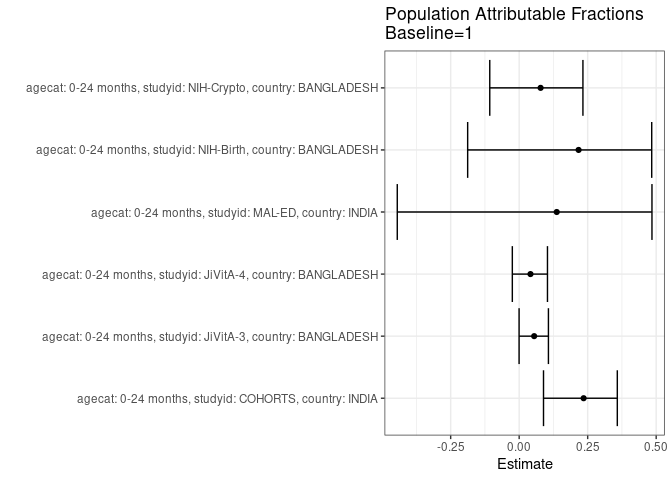 Population Attributable Fractions
Baseline=1
agecat: 0-24 months, studyid: NIH-Crypto, country: BANGLADESH
agecat: 0-24 months, studyid: NIH-Birth, country: BANGLADESH
agecat: 0-24 months, studyid: MAL-ED, country: INDIA
agecat: 0-24 months, studyid: JiVitA-4, country: BANGLADESH
agecat: 0-24 months, studyid: JiVitA-3, country: BANGLADESH
agecat: 0-24 months, studyid: COHORTS, country: INDIA
-0.25 0.00 0.25 0.50
Estimate